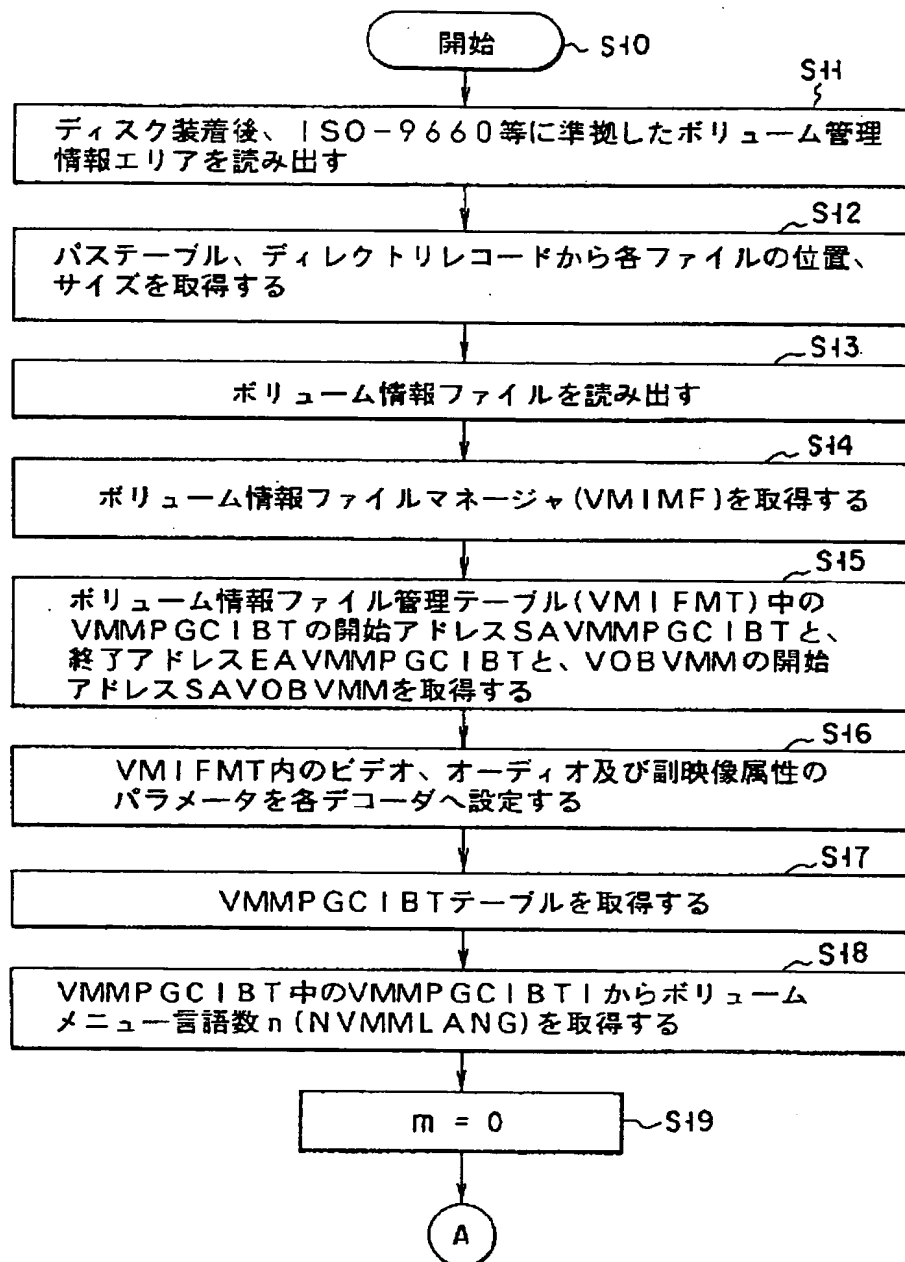 開始
S10
S11
ディスク装着後、ISO-9660等に準拠したボリューム管理
情報エリアを読み出す
S12
パステーブル、ディレクトリレコードから各ファイルの位置、
サイズを取得する
S13
ボリューム情報ファイルを読み出す
S14
ボリューム情報ファイルマネージャ(VMIMF)を取得する
S15
ボリューム情報ファイル管理テーブル(VMIFMT)中の
VMMPGCIBTの開始アドレスSAVMMPGCIBTと、
終了アドレスEAVMMPGCIBTと、VOBVMMの開始
アドレスSAVOBVMMを取得する
S16
VMIFMT内のビデオ、オーディオ及び副映像属性の
パラメータを各デコーダへ設定する
S17
VMMPGCIBTテーブルを取得する
S18
VMMPGCIBT中のVMMPGCIBTIからボリューム
メニュー言語数n(NVMMLANG)を取得する
m = 0
S19
A